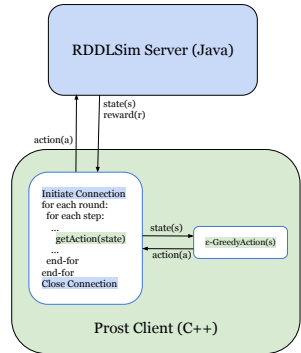 RDDLSim Server (Java)
state(s)
reward(r)
action(a)
Initiate Connection
for each round:
for each step:
...
getAction(state)
...
end-for
end-for
Close Connection
state(s)
action(a)
ε-GreedyAction(s)
Prost Client (C++)